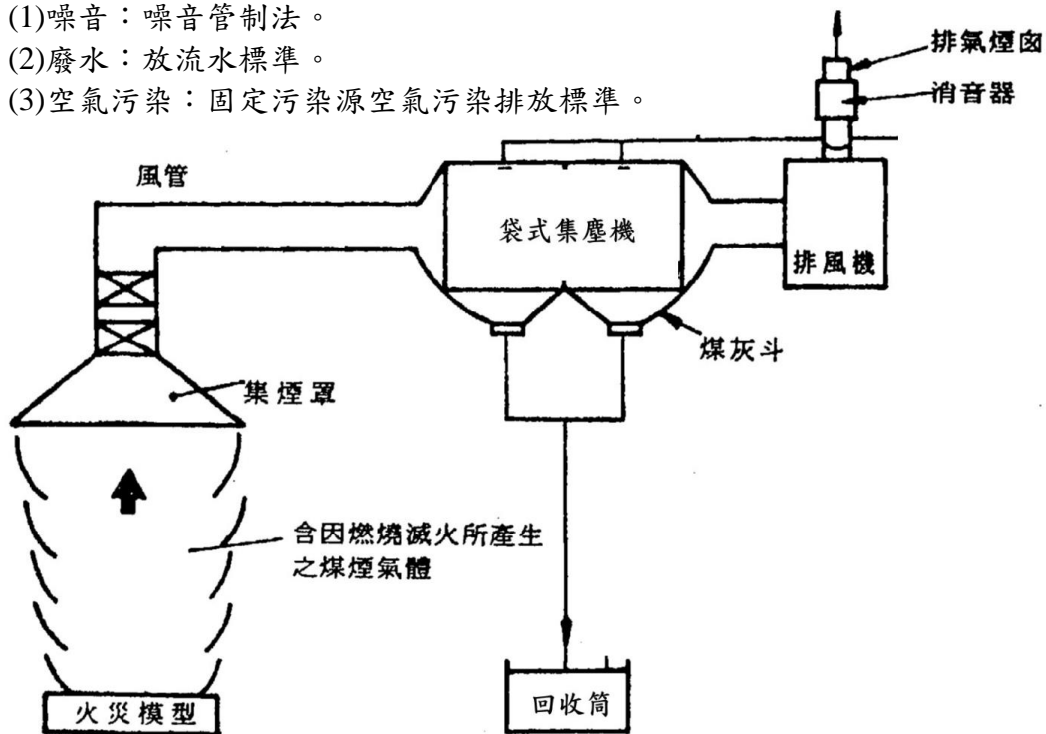 (1)噪音：噪音管制法。
(2)廢水：放流水標準。
(3)空氣污染：固定污染源空氣污染排放標準。
排氣煙囪
消音器
風管
袋式集塵機
排風機
煤灰斗
集煙罩
含因燃燒滅火所產生
之煤煙氣體
火災模型
回收筒